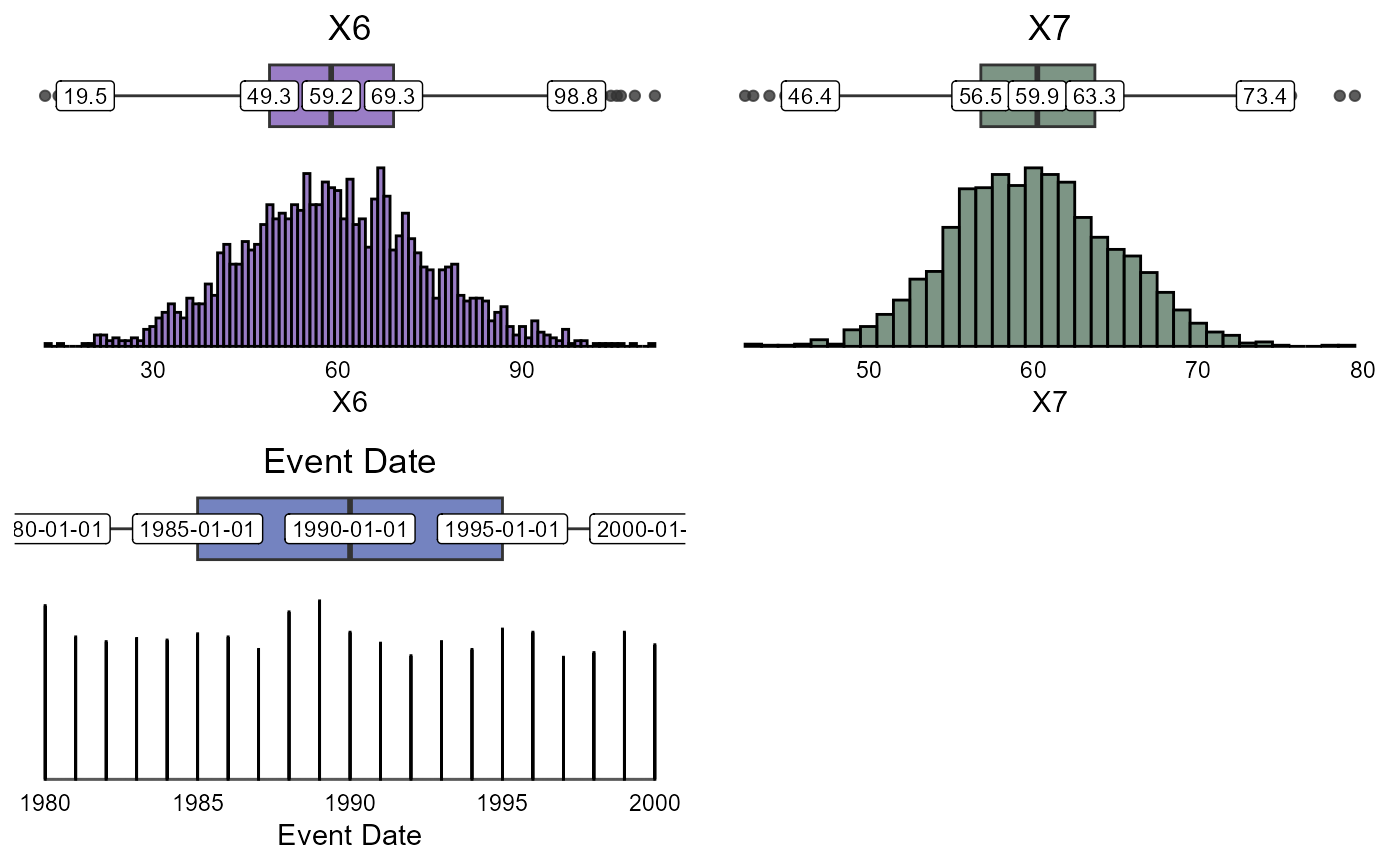 X6
19.5 49.3 59.2 69.3 98.8
30 60 90
X6
X7
46.4 56.5 59.9 63.3 73.4
50 60 70 80
X7
Event Date
80-01-01 1985-01-01 1990-01-01 1995-01-01 2000-01-
1980 1985 1990 1995 2000
Event Date